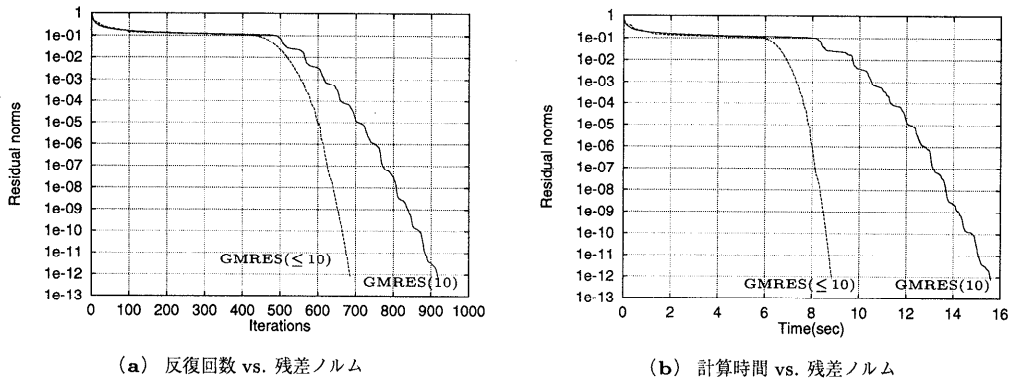 1
1e-01
1e-02
1e-03
1e-04
1e-05
1e-06
1e-07
1e-08
1e-09
1e-10
1e-11
1e-12
1e-13
Residual norms
GMRES(≤10)
GMRES(10)
0 100 200 300 400 500 600 700 800 900 1000
Iterations
(a) 反復回数 vs. 残差ノルム
1
1e-01
1e-02
1e-03
1e-04
1e-05
1e-06
1e-07
1e-08
1e-09
1e-10
1e-11
1e-12
1e-13
Residual norms
GMRES(≤10)
GMRES(10)
0 2 4 6 8 10 12 14 16
Time(sec)
(b) 計算時間 vs. 残差ノルム